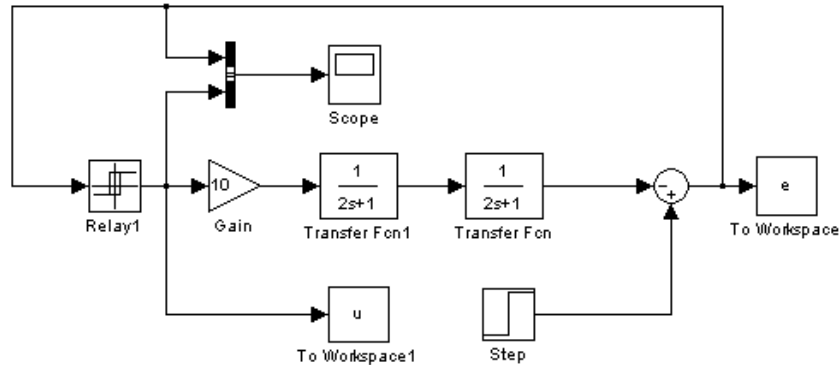 Scope
10
1
2s+1
1
2s+1
-
+
e
Relay1
Gain
Transfer Fcn1
Transfer Fcn
To Workspace
u
To Workspace1
Step